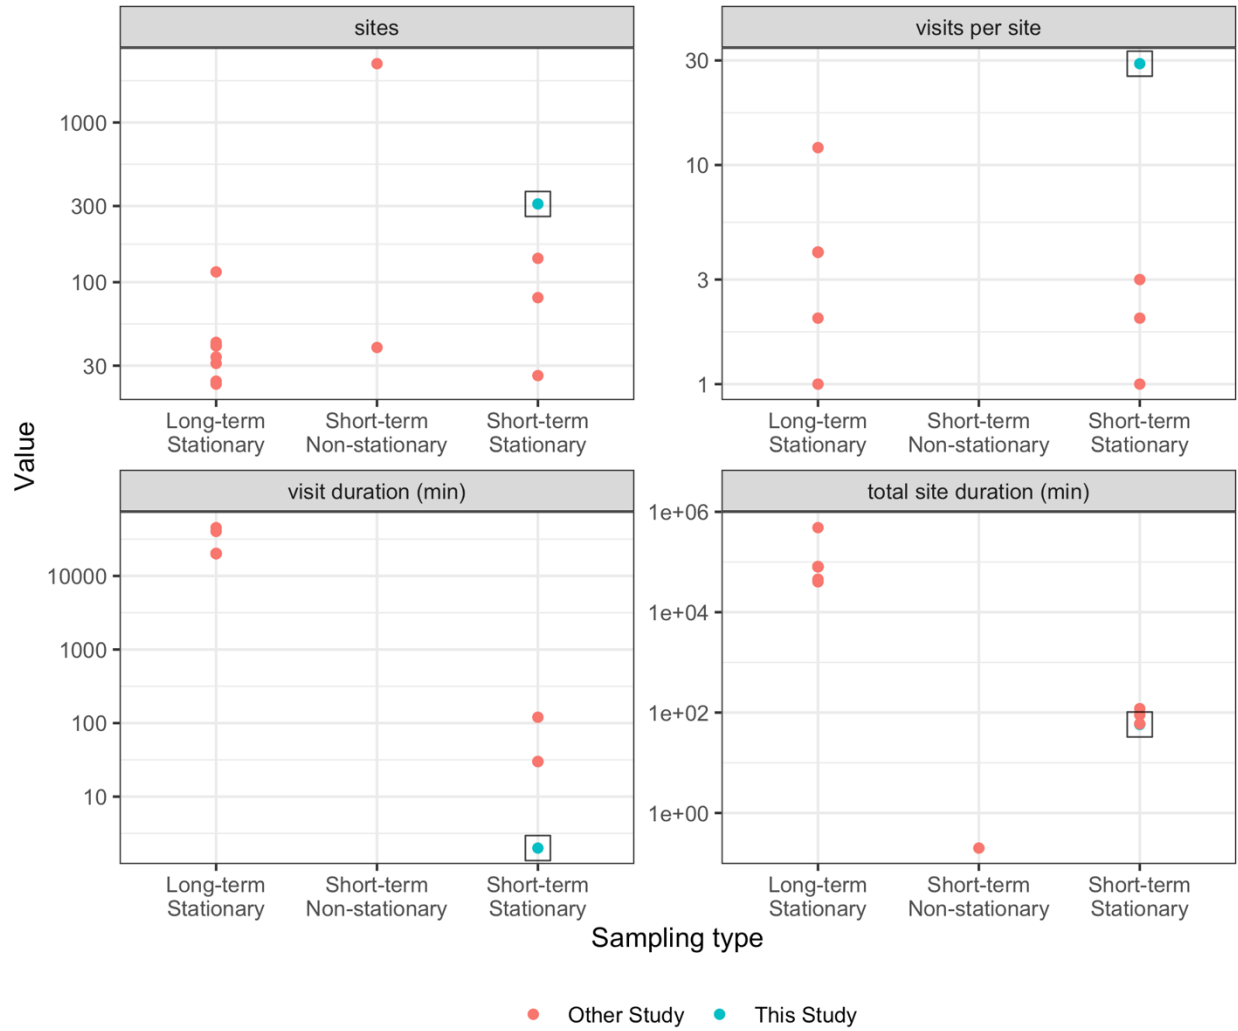 sites
visits per site
1000
300
100
30
30
10
3
1
Long-term
Stationary
Short-term
Non-stationary
Short-term
Stationary
Long-term
Stationary
Short-term
Non-stationary
Short-term
Stationary
Value
visit duration (min)
total site duration (min)
10000
1000
100
10
1e+06
1e+04
1e+02
1e+00
Long-term
Stationary
Short-term
Non-stationary
Short-term
Stationary
Long-term
Stationary
Short-term
Non-stationary
Short-term
Stationary
Sampling type
Other Study
This Study